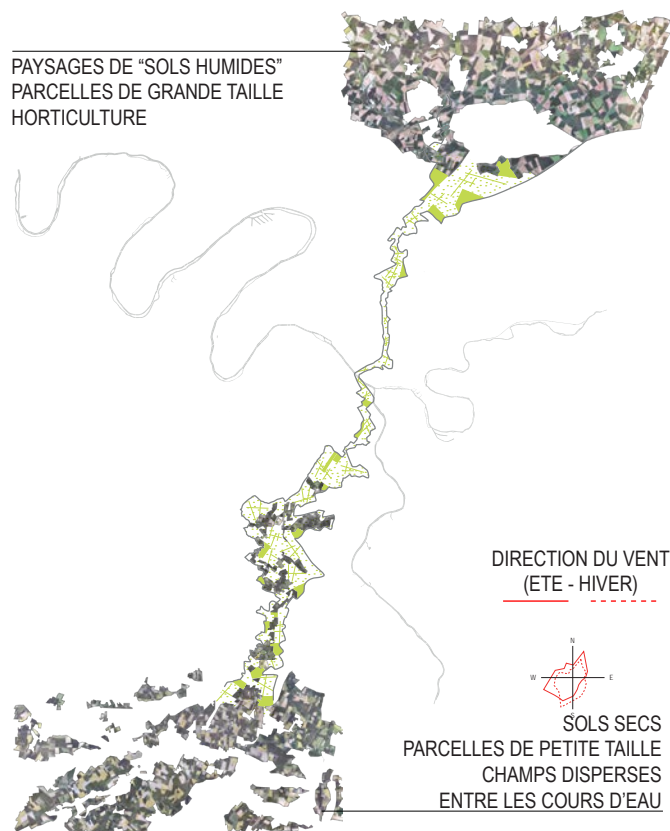 PAYSAGES DE “SOLS HUMIDES”
PARCELLES DE GRANDE TAILLE
HORTICULTURE
DIRECTION DU VENT
(ETE - HIVER)
N
W
E
S
SOLS SECS
PARCELLES DE PETITE TAILLE
CHAMPS DISPERSES
ENTRE LES COURS D’EAU